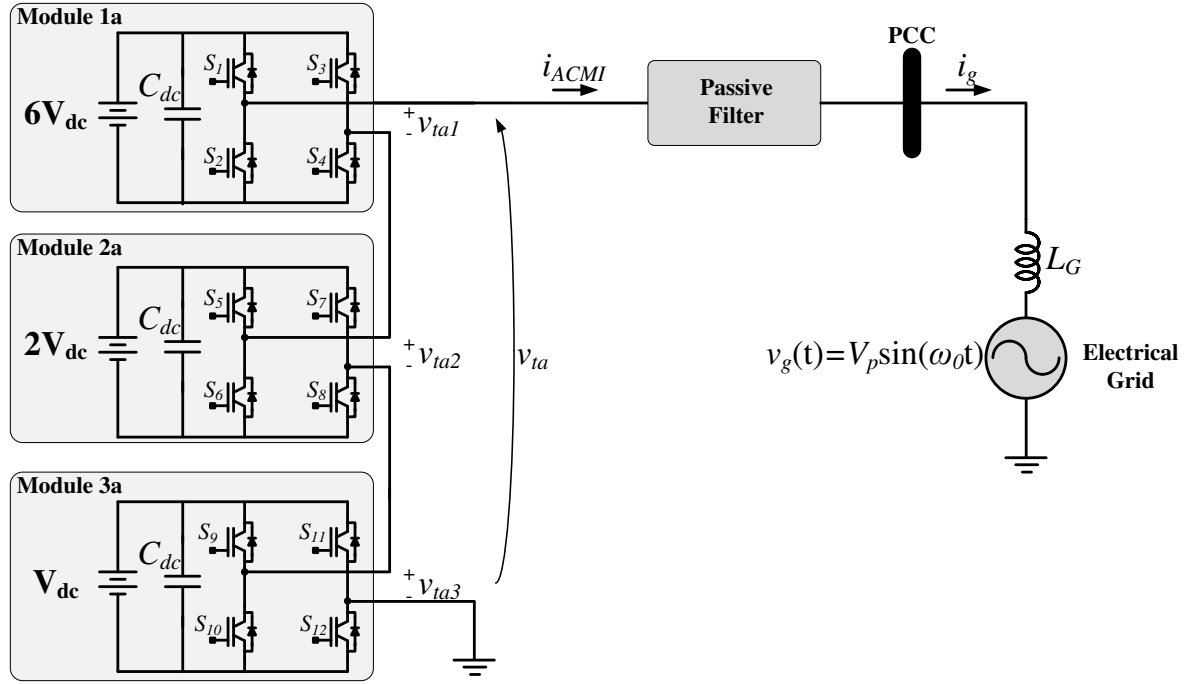 Module 1a
6V_dc
C_dc
S_1
S_3
S_2
S_4
+
- v_ta1
Module 2a
2V_dc
C_dc
S_5
S_7
S_6
S_8
+
- v_ta2
Module 3a
V_dc
C_dc
S_9
S_11
S_10
S_12
+
- v_ta3
v_ta
i_ACMI
Passive
Filter
PCC
i_g
L_G
v_g(t)=V_p sin(ω_0t)
Electrical
Grid